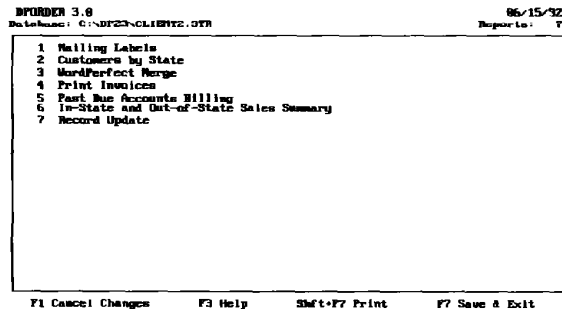 DPORDER 3.0 06/15/92
Database: C:\DP23\CLIENT2.STR Reports: 7
1 Mailing Labels
2 Customers by State
3 WordPerfect Merge
4 Print Invoices
5 Past Due Accounts Billing
6 In-State and Out-of-State Sales Summary
7 Record Update
F1 Cancel Changes F3 Help Shft+F7 Print F7 Save & Exit